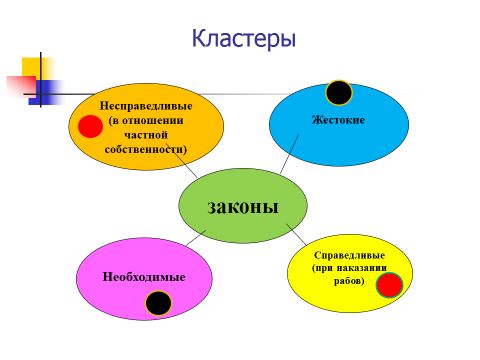 Кластеры
Несправедливые
(в отношении
частной
собственности)
Жестокие
законы
Необходимые
Справедливые
(при наказании
рабов)